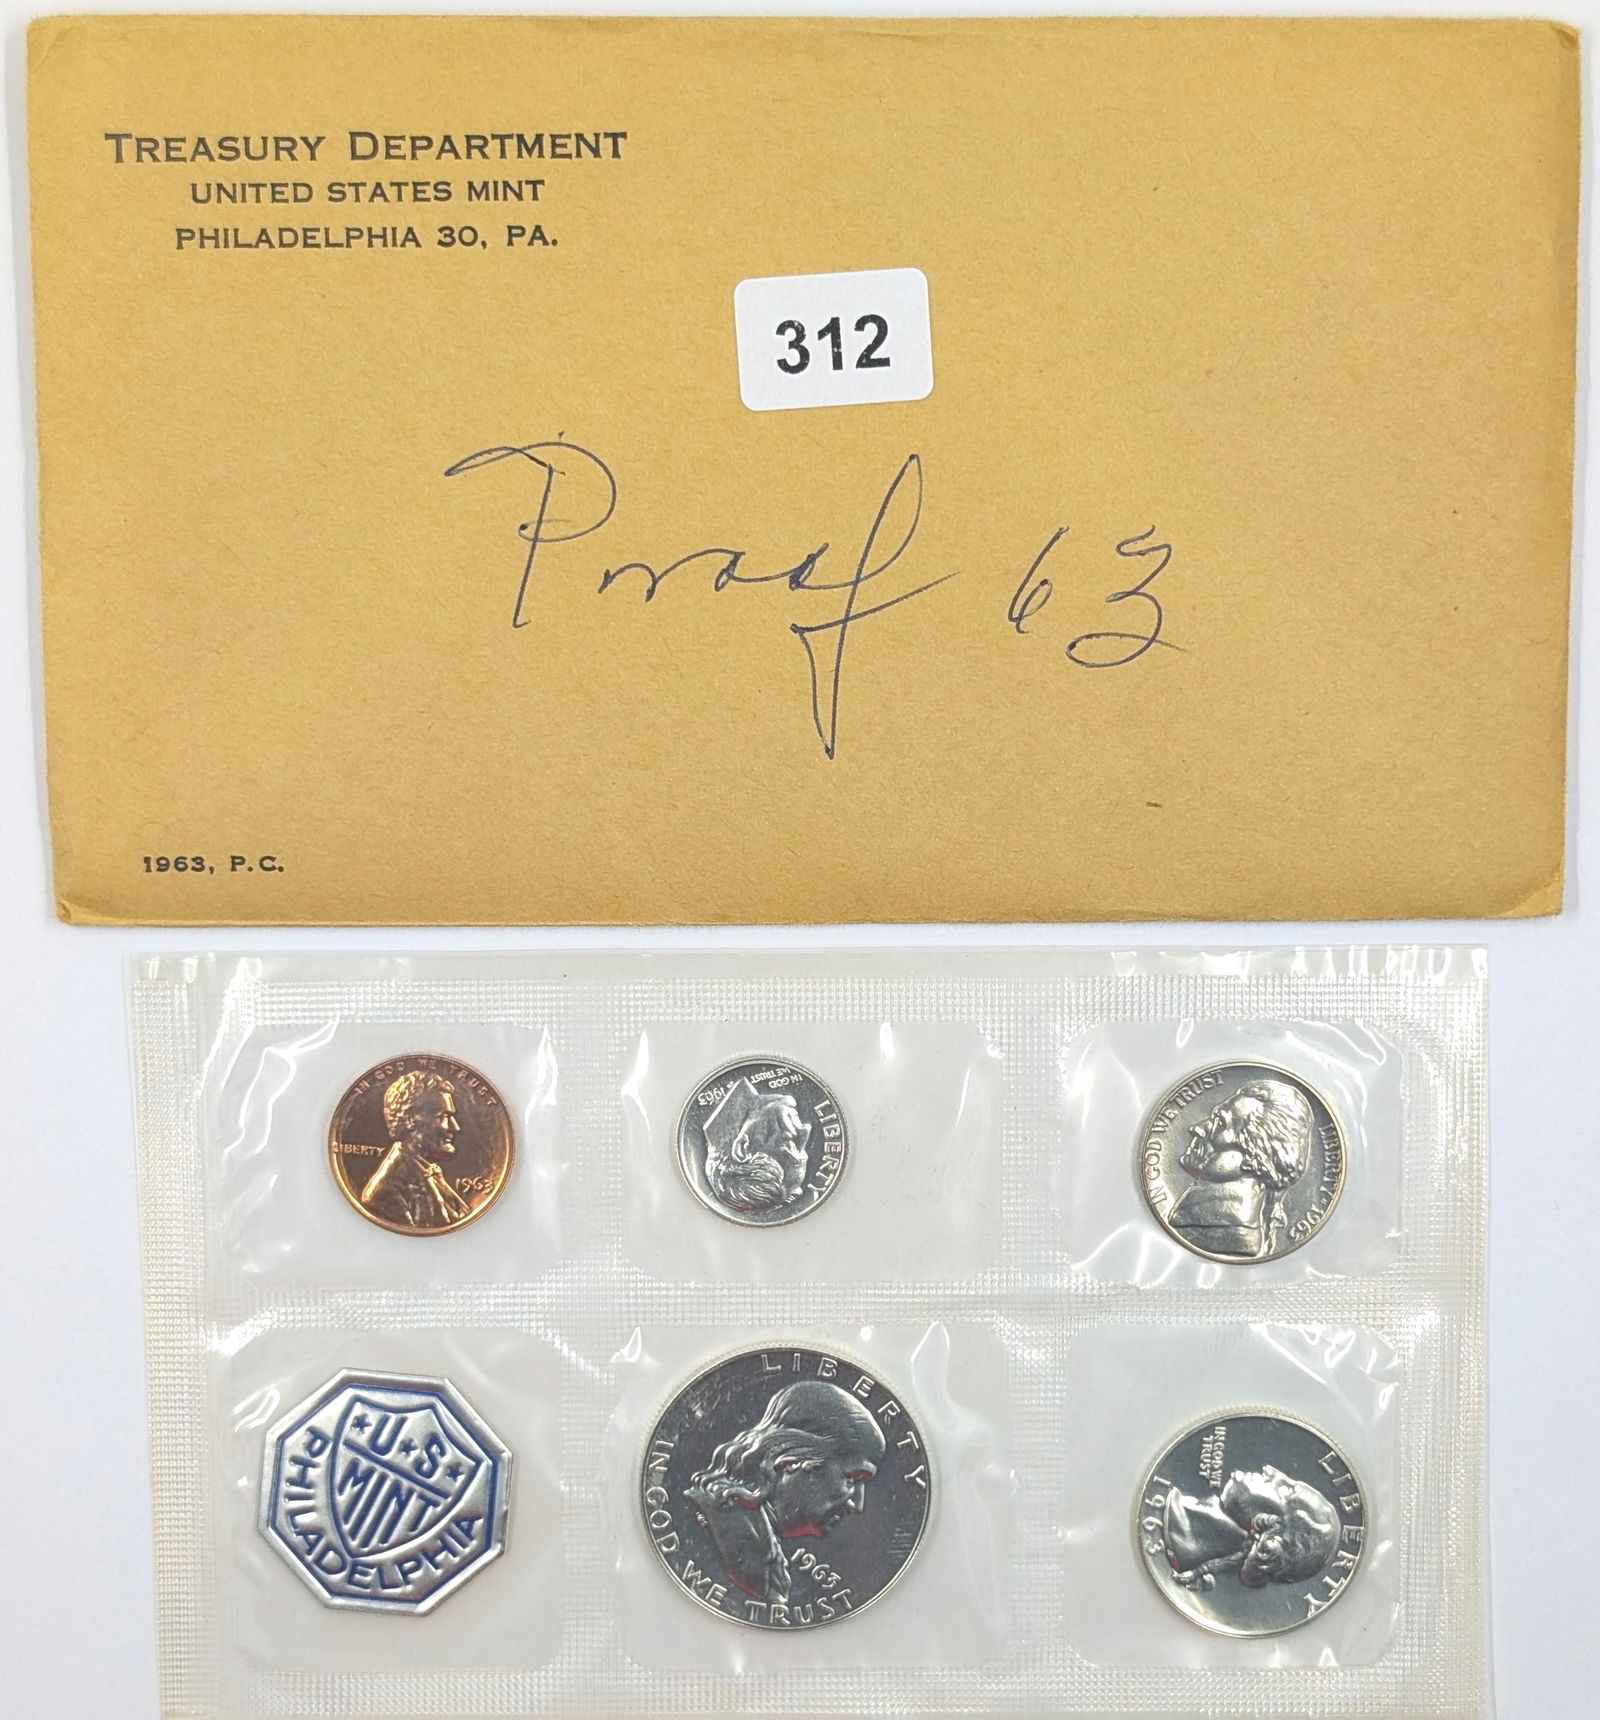 TREASURY DEPARTMENT
UNITED STATES MINT
PHILADELPHIA 30, PA.
312
Proof 63
1963, P.C.
IN GOD WE TRUST
LIBERTY
1963
LIBERTY
IN GOD
WE TRUST
1963
IN GOD WE TRUST
LIBERTY ★ 1963
U★S
MINT
PHILADELPHIA
LIBERTY
IN GOD WE TRUST
1963
LIBERTY
IN GOD WE
TRUST
1963